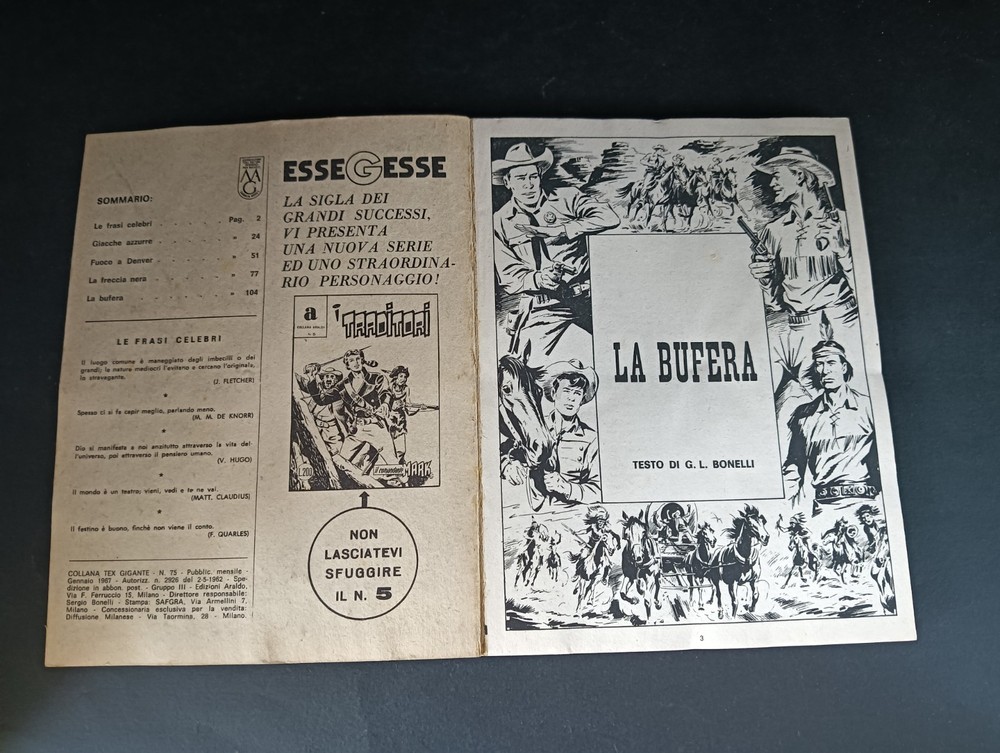 SOMMARIO:
Le frasi celebri . . . . . Pag. 2
Giacche azzurre . . . . . » 24
Fuoco a Denver . . . . . » 51
La freccia nera . . . . . » 77
La bufera . . . . . » 104
LE FRASI CELEBRI
Il luogo comune è maneggiato dagli imbecilli o dai
grandi; le nature mediocri l'evitano e cercano l'originale,
lo stravagante.
(J. FLETCHER)
*
Spesso ci si fa capir meglio, parlando meno.
(M. M. DE KNORR)
*
Dio si manifesta a noi anzitutto attraverso la vita del-
l'universo, poi attraverso il pensiero umano.
(V. HUGO)
*
Il mondo è un teatro; vieni, vedi e te ne vai.
(MATT. CLAUDIUS)
*
Il festino è buono, finchè non viene il conto.
(F. QUARLES)
COLLANA TEX GIGANTE - N. 75 - Pubblic. mensile -
Gennaio 1967 - Autorizz. n. 2926 del 2-5-1952 - Spe-
dizione in abbon. post. - Gruppo III - Edizioni Araldo,
Via F. Ferruccio 15, Milano - Direttore responsabile:
Sergio Bonelli - Stampa: SAFGRA, Via Armellini 7,
Milano - Concessionaria esclusiva per la vendita:
Diffusione Milanese - Via Taormina, 28 - Milano.
ESSEGESSE
LA SIGLA DEI
GRANDI SUCCESSI,
VI PRESENTA
UNA NUOVA SERIE
ED UNO STRAORDINA-
RIO PERSONAGGIO!
a
COLLANA ARALDO
i TRADITORI
L. 200
il comandante MARK
NON
LASCIATEVI
SFUGGIRE
IL N. 5
LA BUFERA
TESTO DI G. L. BONELLI
3